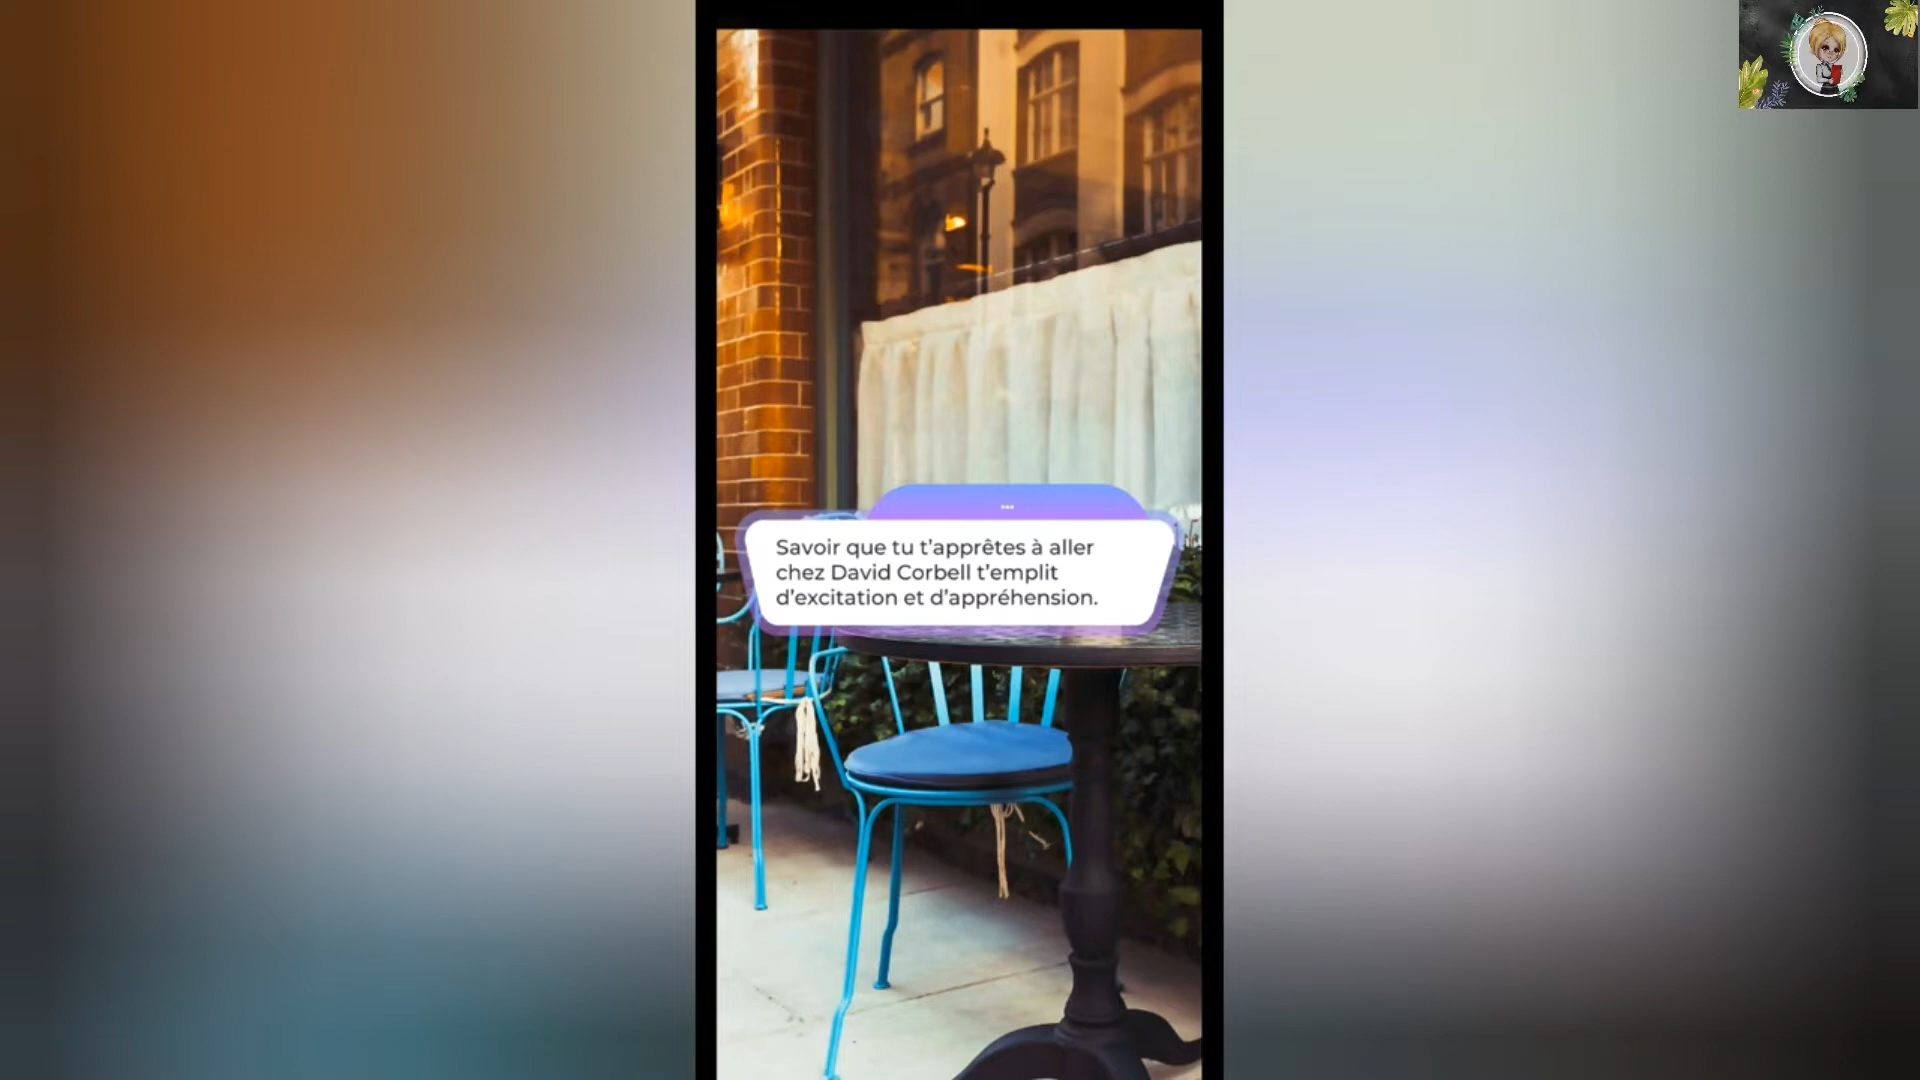 ...
Savoir que tu t'apprêtes à aller
chez David Corbell t'emplit
d'excitation et d'appréhension.